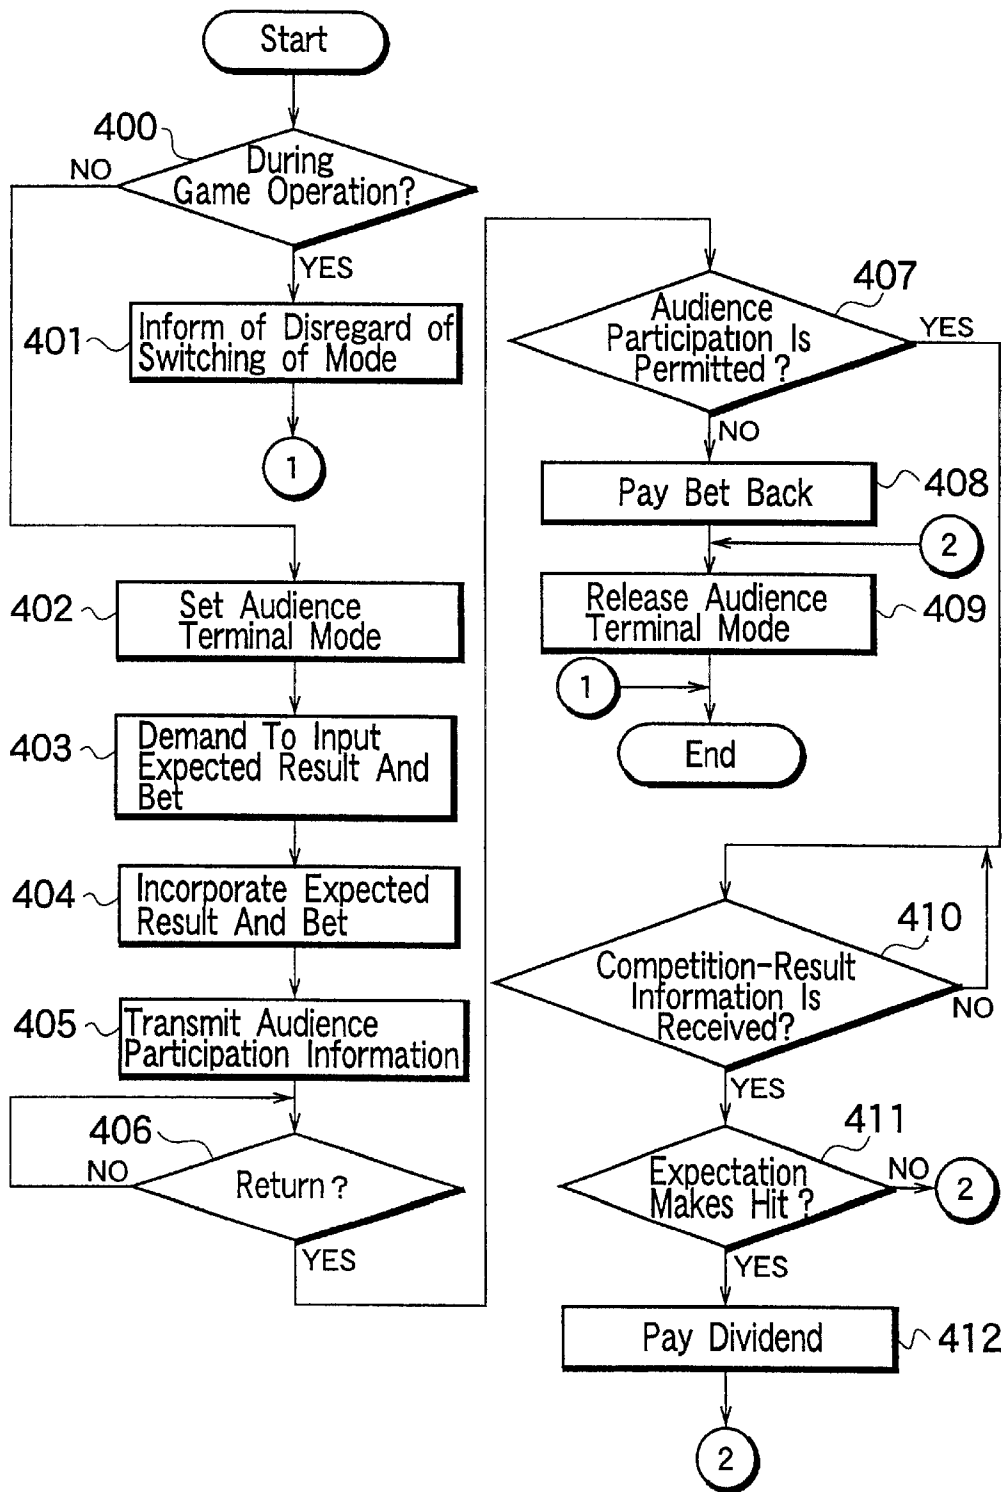 Start
400
NO
During
Game Operation?
YES
401
Inform of Disregard of
Switching of Mode
1
402
Set Audience
Terminal Mode
403
Demand To Input
Expected Result And
Bet
404
Incorporate Expected
Result And Bet
405
Transmit Audience
Participation Information
406
NO
Return?
YES
407
Audience
Participation Is
Permitted?
YES
NO
Pay Bet Back
408
2
Release Audience
Terminal Mode
409
1
End
410
Competition-Result
Information Is
Received?
NO
YES
411
Expectation
Makes Hit?
NO
2
YES
Pay Dividend
412
2